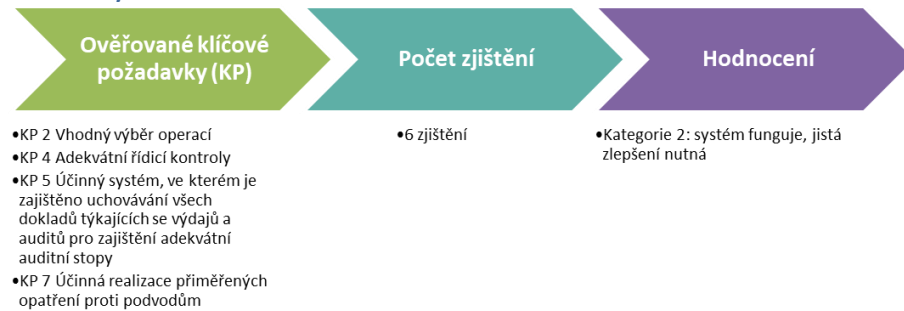 Ověřované klíčové
požadavky (KP)
Počet zjištění
Hodnocení
•KP 2 Vhodný výběr operací
•KP 4 Adekvátní řídicí kontroly
•KP 5 Účinný systém, ve kterém je
zajištěno uchovávání všech
dokladů týkajících se výdajů a
auditů pro zajištění adekvátní
auditní stopy
•KP 7 Účinná realizace přiměřených
opatření proti podvodům
•6 zjištění
•Kategorie 2: systém funguje, jistá
zlepšení nutná